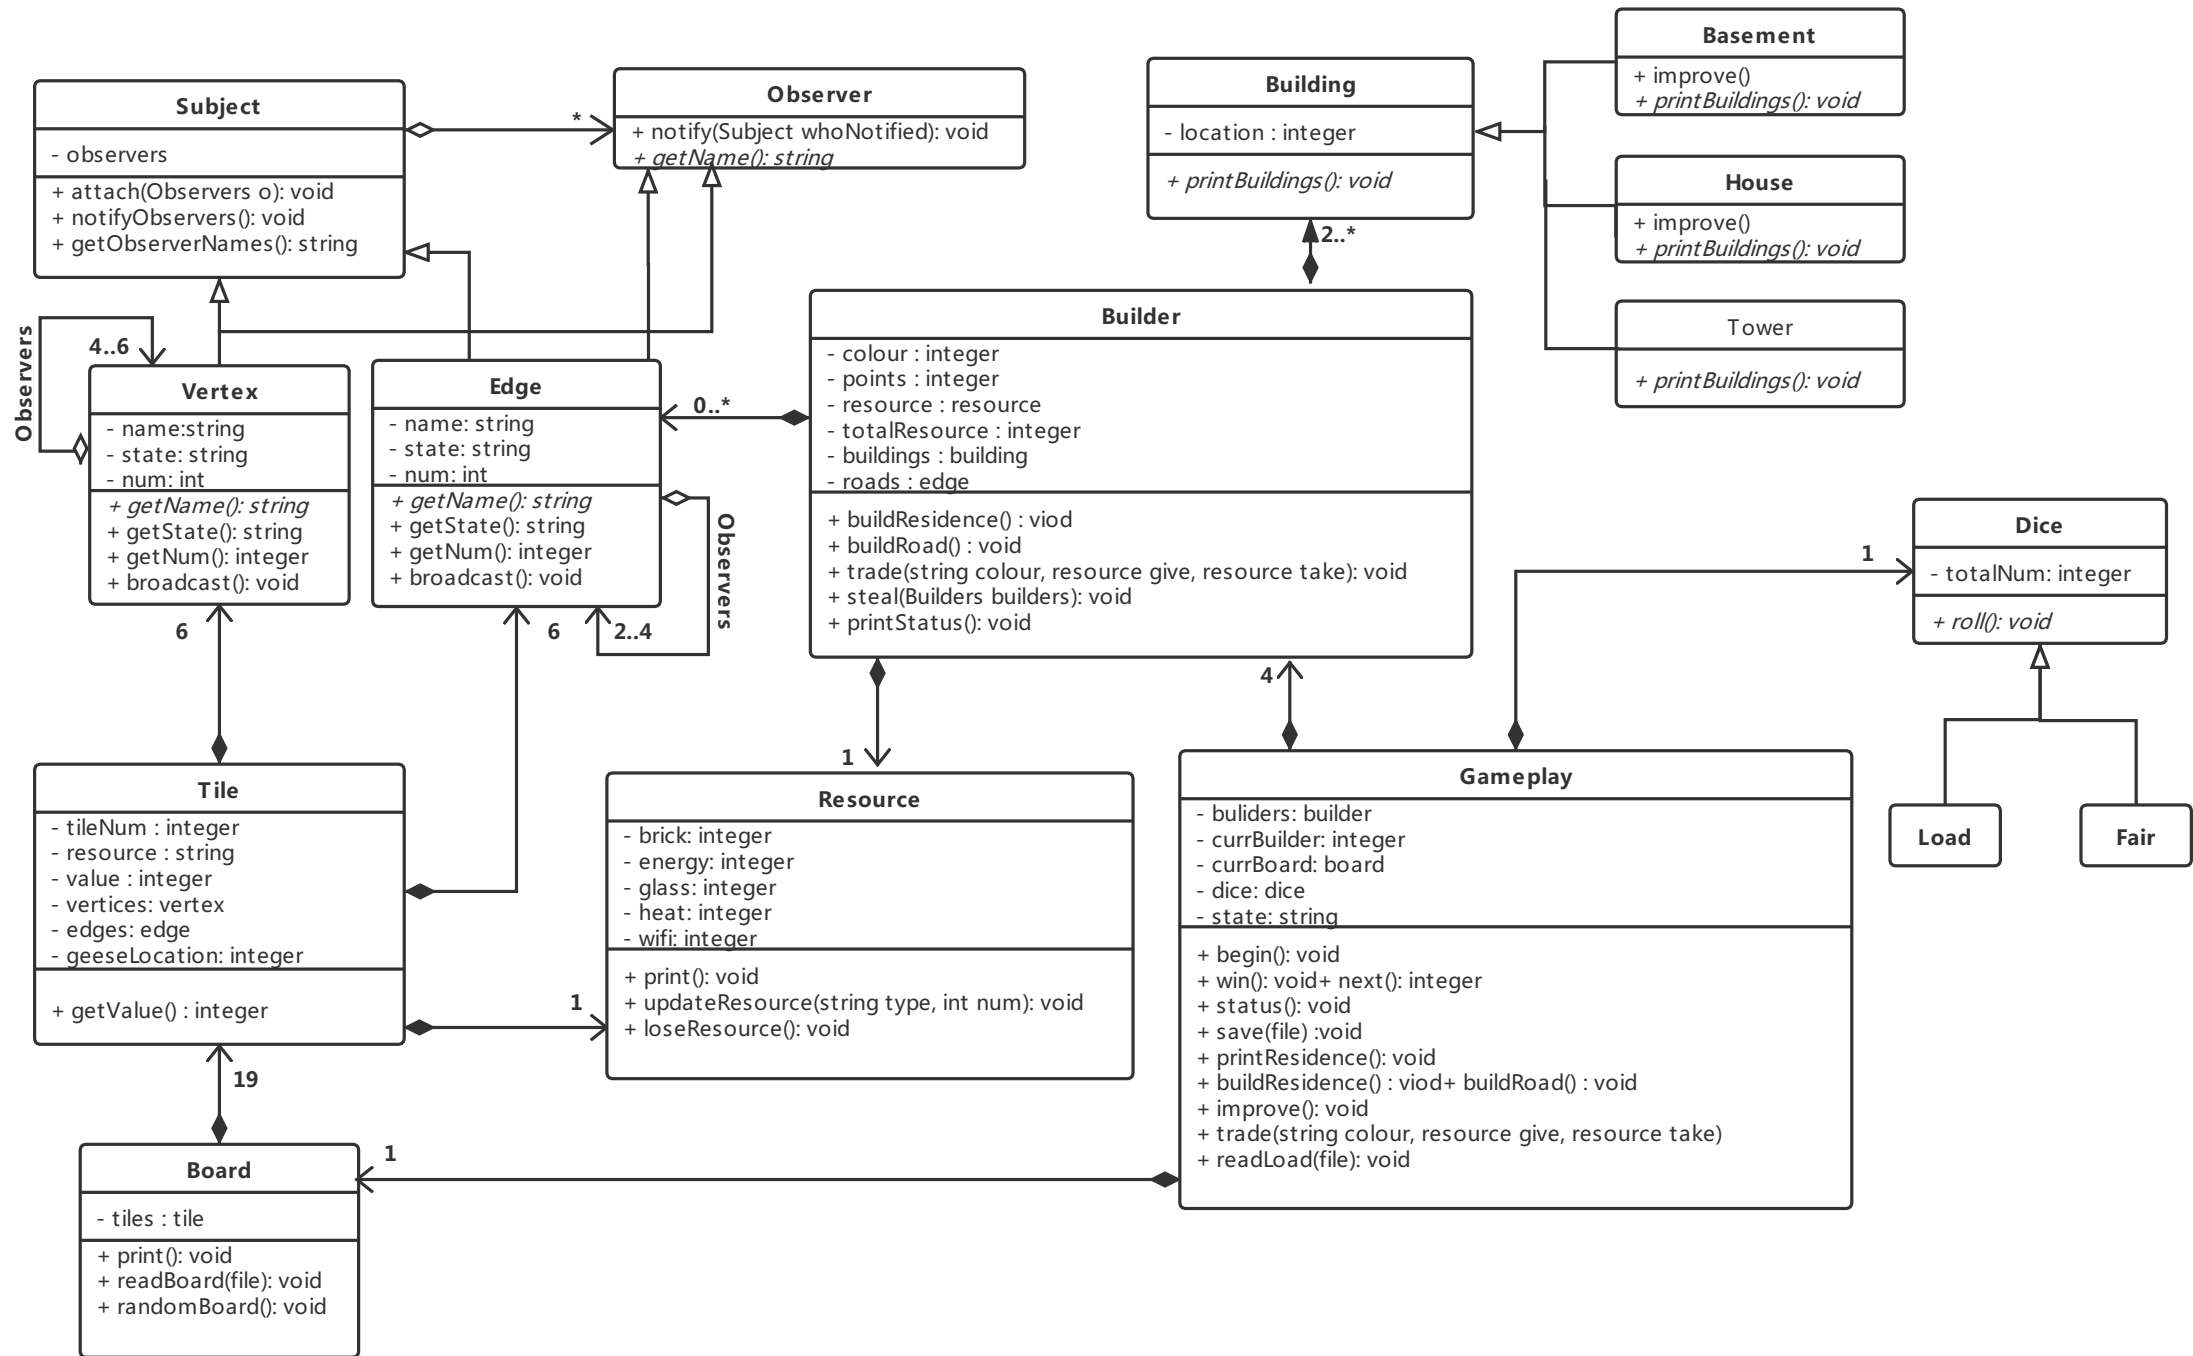 Subject
- observers
+ attach(Observers o): void
+ notifyObservers(): void
+ getObserverNames(): string
*
Observer
+ notify(Subject whoNotified): void
+ getName(): string
Building
- location : integer
+ printBuildings(): void
2..*
Basement
+ improve()
+ printBuildings(): void
House
+ improve()
+ printBuildings(): void
Tower
+ printBuildings(): void
Observers
4..6
Vertex
- name:string
- state: string
- num: int
+ getName(): string
+ getState(): string
+ getNum(): integer
+ broadcast(): void
6
Edge
- name: string
- state: string
- num: int
+ getName(): string
+ getState(): string
+ getNum(): integer
+ broadcast(): void
Observers
6
2..4
0..*
Builder
- colour : integer
- points : integer
- resource : resource
- totalResource : integer
- buildings : building
- roads : edge
+ buildResidence() : viod
+ buildRoad() : void
+ trade(string colour, resource give, resource take): void
+ steal(Builders builders): void
+ printStatus(): void
4
1
1
Dice
- totalNum: integer
+ roll(): void
Load
Fair
Tile
- tileNum : integer
- resource : string
- value : integer
- vertices: vertex
- edges: edge
- geeseLocation: integer
+ getValue() : integer
1
19
Resource
- brick: integer
- energy: integer
- glass: integer
- heat: integer
- wifi: integer
+ print(): void
+ updateResource(string type, int num): void
+ loseResource(): void
Gameplay
- buliders: builder
- currBuilder: integer
- currBoard: board
- dice: dice
- state: string
+ begin(): void
+ win(): void+ next(): integer
+ status(): void
+ save(file) :void
+ printResidence(): void
+ buildResidence() : viod+ buildRoad() : void
+ improve(): void
+ trade(string colour, resource give, resource take)
+ readLoad(file): void
1
Board
- tiles : tile
+ print(): void
+ readBoard(file): void
+ randomBoard(): void